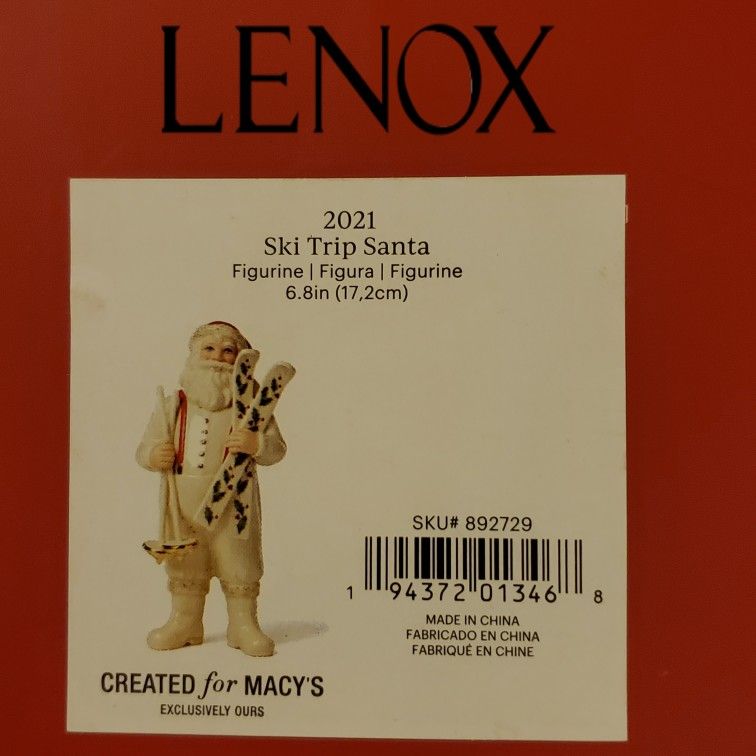 LENOX
2021
Ski Trip Santa
Figurine | Figura | Figurine
6.8in (17,2cm)
SKU# 892729
1 94372 01346 8
MADE IN CHINA
FABRICADO EN CHINA
FABRIQUÉ EN CHINE
CREATED for MACY'S
EXCLUSIVELY OURS